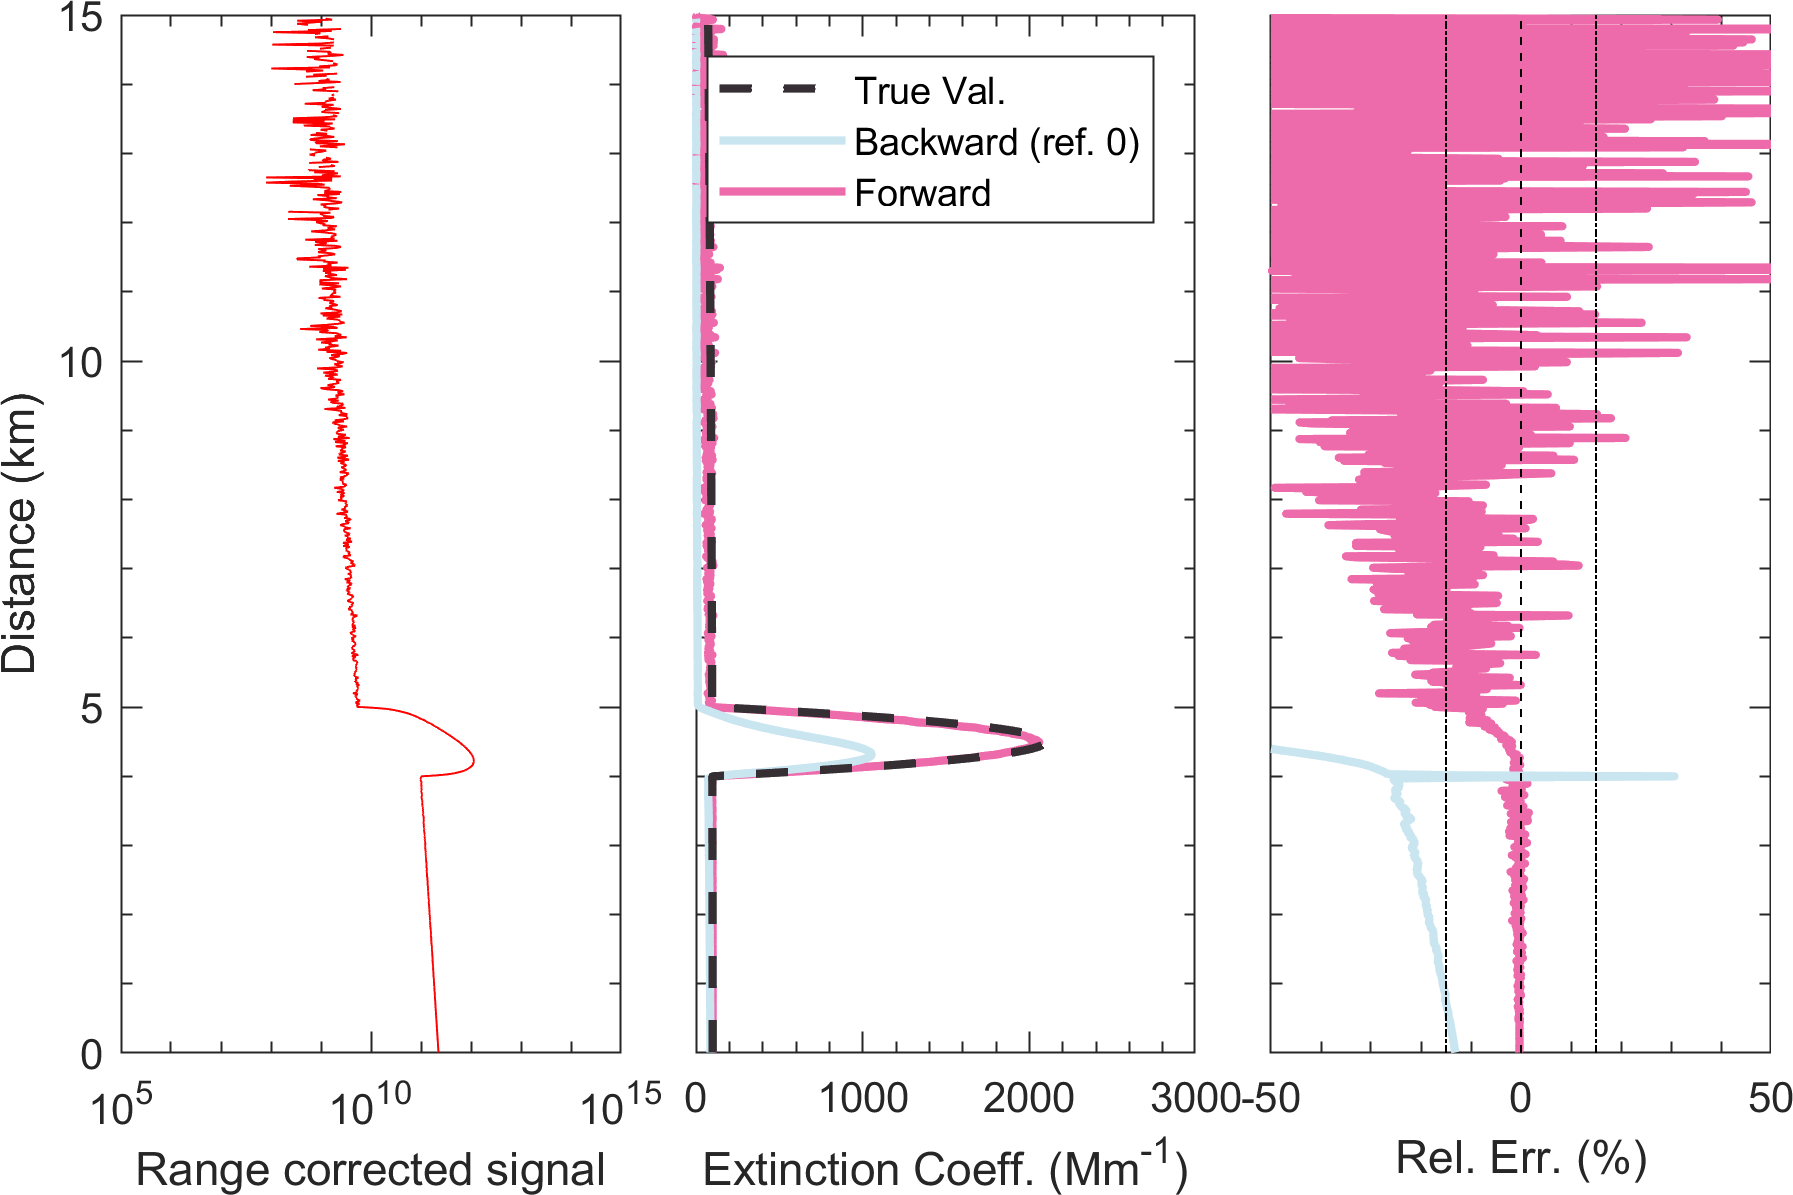 15
10
5
0
Distance (km)
10^5
10^10
10^15
Range corrected signal
True Val.
Backward (ref. 0)
Forward
0
1000
2000
3000
Extinction Coeff. (Mm^-1)
-50
0
50
Rel. Err. (%)